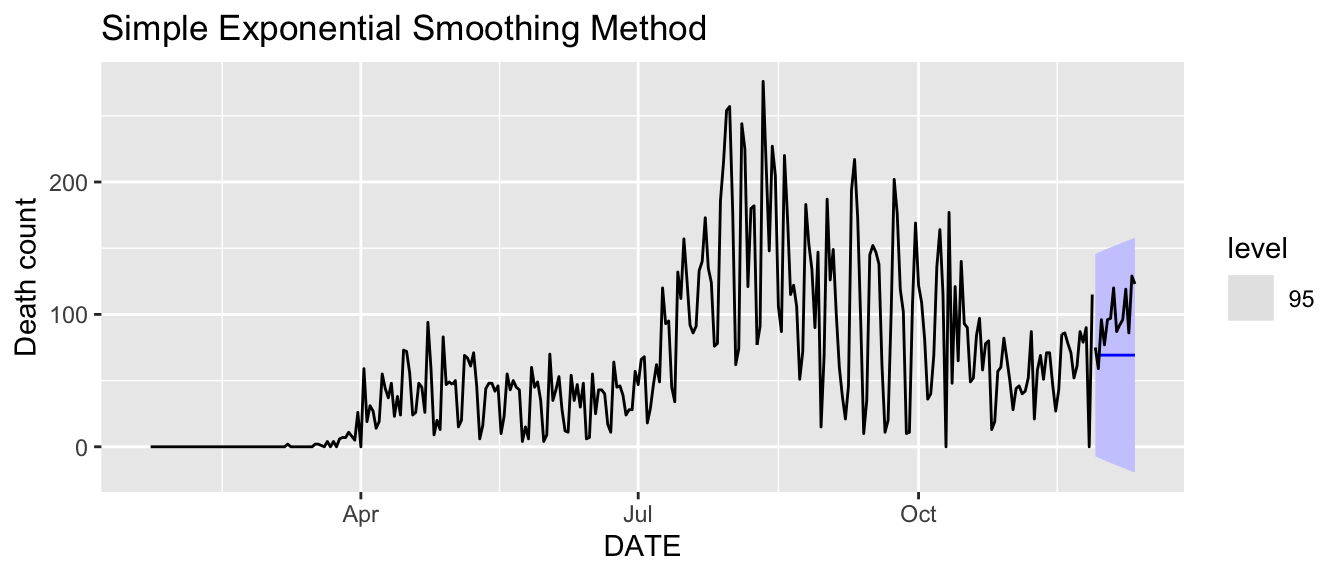 Simple Exponential Smoothing Method
Death count
200
100
0
Apr
Jul
Oct
DATE
level
95